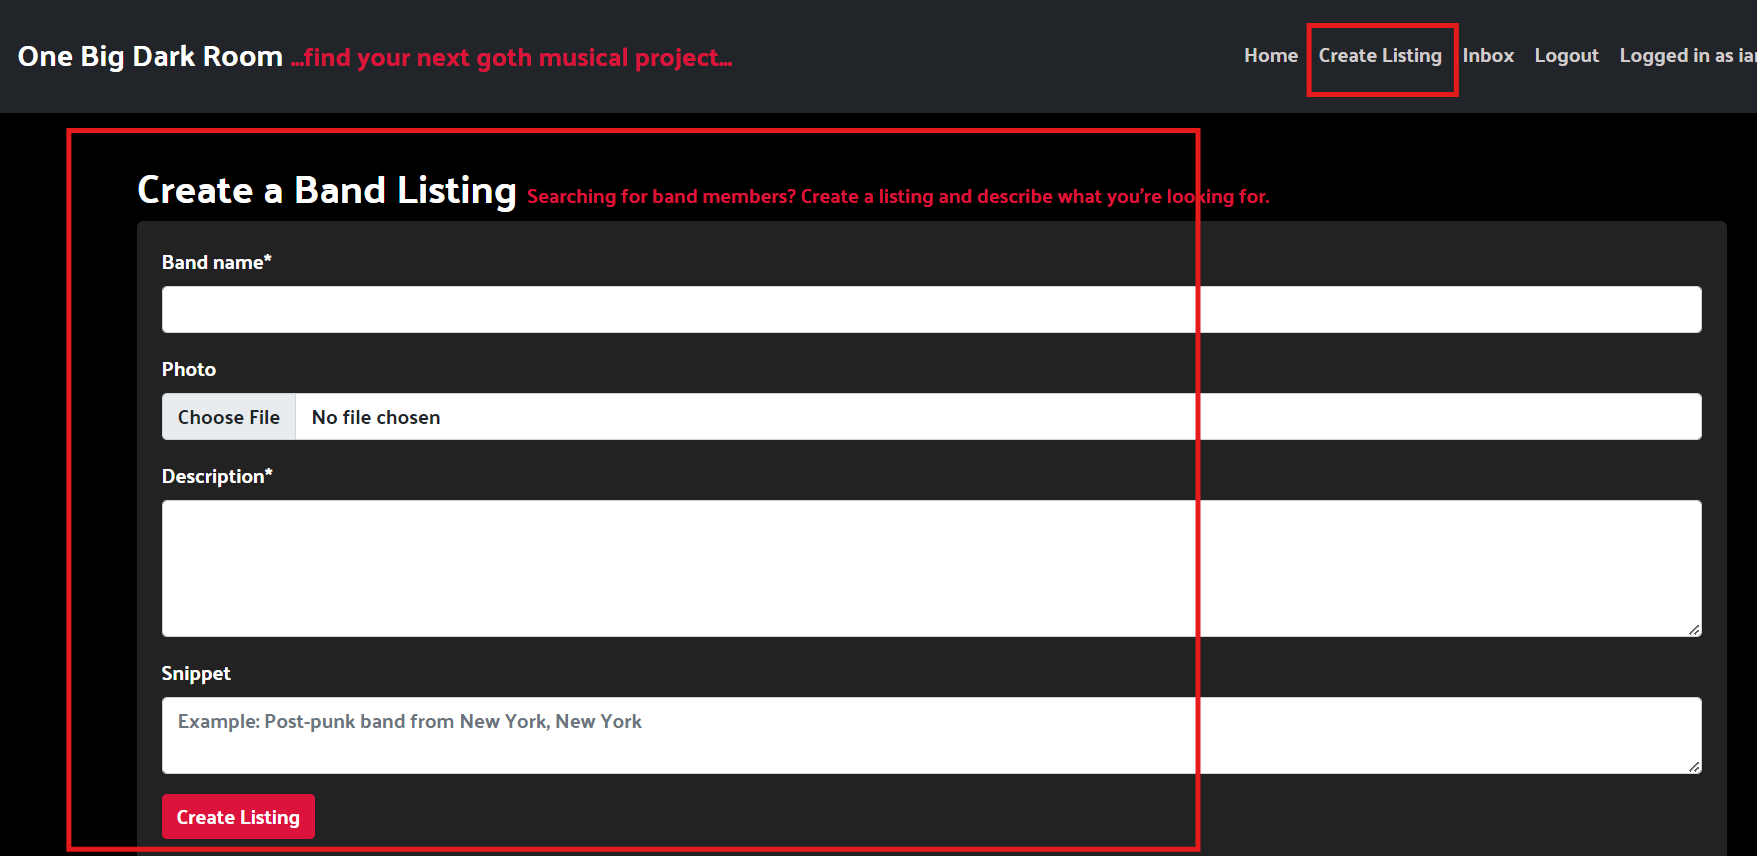 One Big Dark Room ...find your next goth musical project...
Home Create Listing Inbox Logout Logged in as
Create a Band Listing Searching for band members? Create a listing and describe what you're looking for.
Band name*
Photo
Choose File No file chosen
Description*
Snippet
Example: Post-punk band from New York, New York
Create Listing